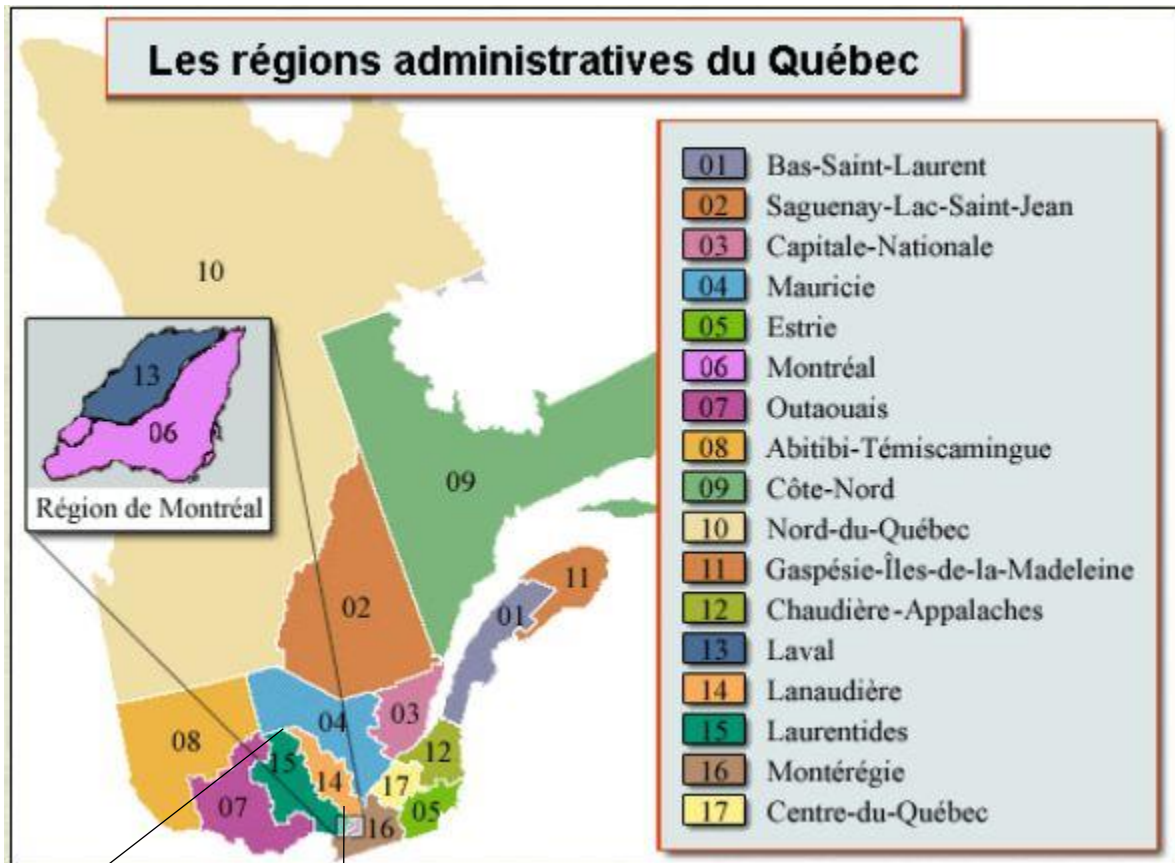 Les régions administratives du Québec
01 Bas-Saint-Laurent
02 Saguenay-Lac-Saint-Jean
03 Capitale-Nationale
04 Mauricie
05 Estrie
06 Montréal
07 Outaouais
08 Abitibi-Témiscamingue
09 Côte-Nord
10 Nord-du-Québec
11 Gaspésie-Îles-de-la-Madeleine
12 Chaudière-Appalaches
13 Laval
14 Lanaudière
15 Laurentides
16 Montérégie
17 Centre-du-Québec
10
13
06
Région de Montréal
09
02
11
01
04
03
08
12
15
14
17
07
16
05